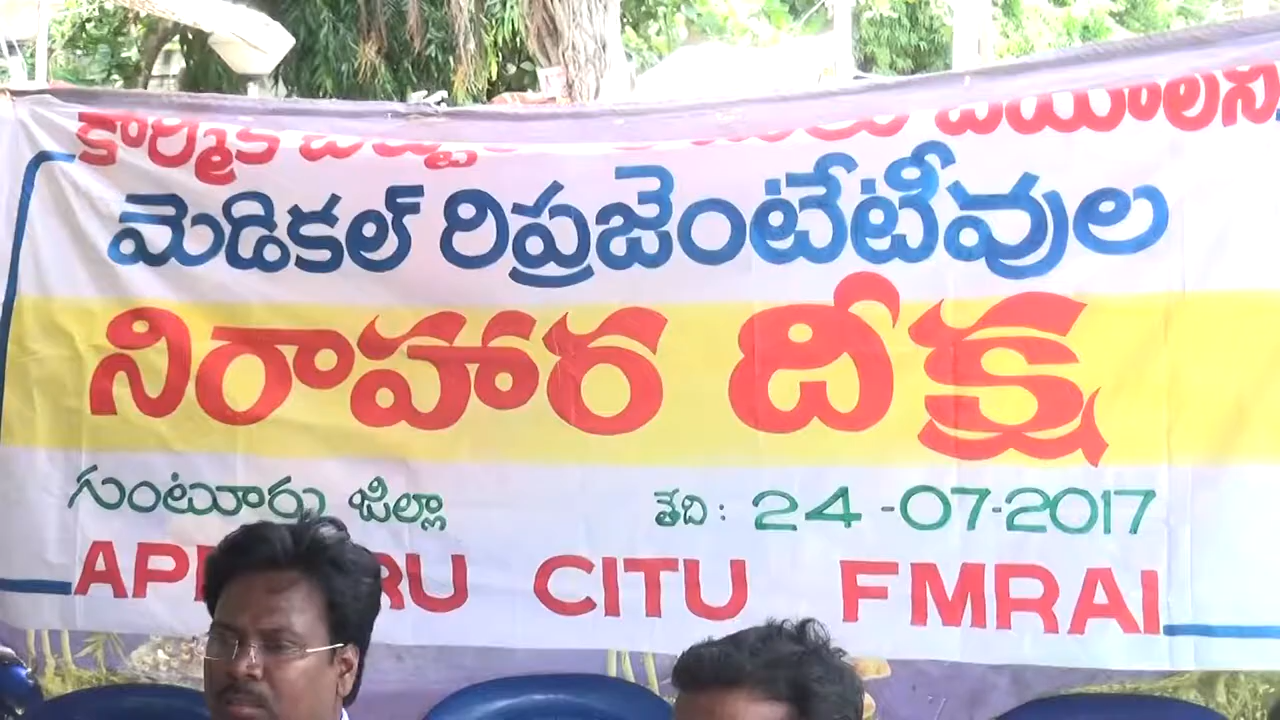 కార్మిక
మెడికల్ రిప్రజెంటేటీవుల
నిరాహార దీక్ష
గుంటూరు జిల్లా తేది : 24-07-2017
CITU FMRAI